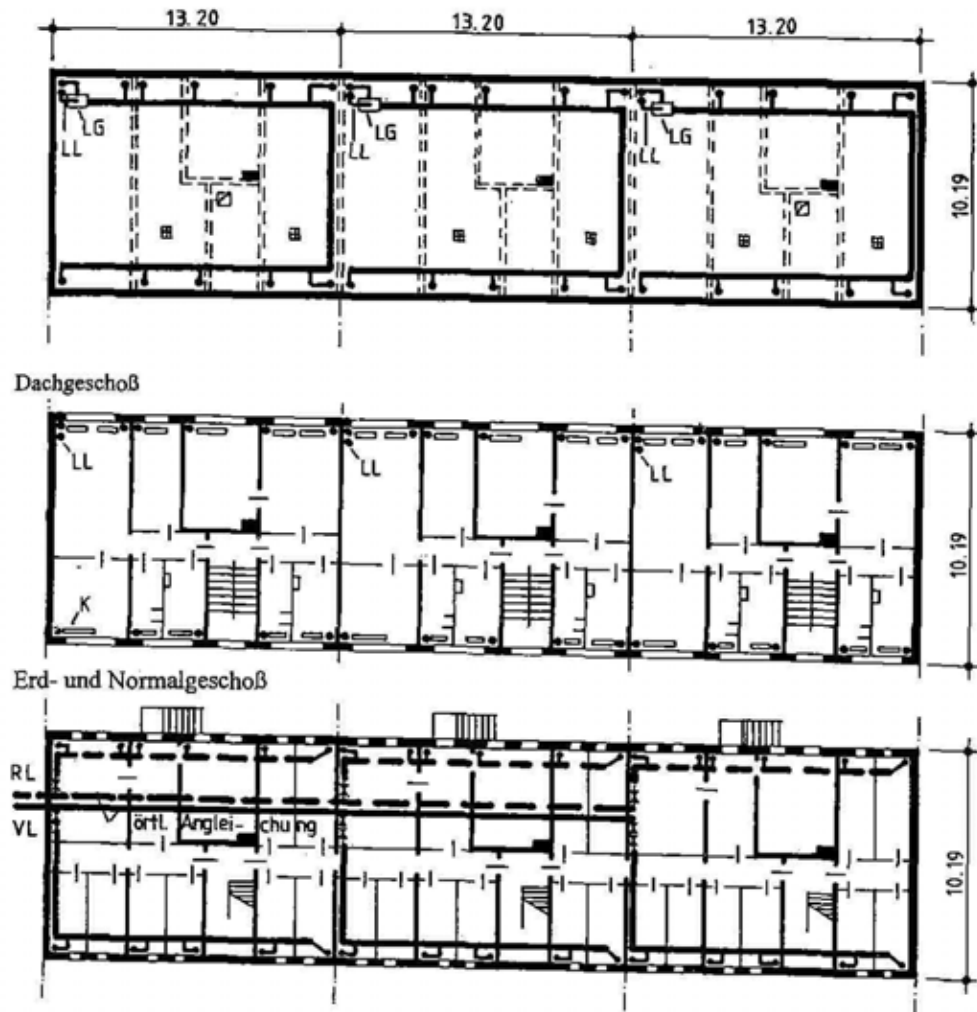 13.20 13.20 13.20
LG LG LG
LL LL LL
10.19
Dachgeschoß
LL LL LL
10.19
K
Erd- und Normalgeschoß
RL
VL örtl. Anglei- chung
10.19